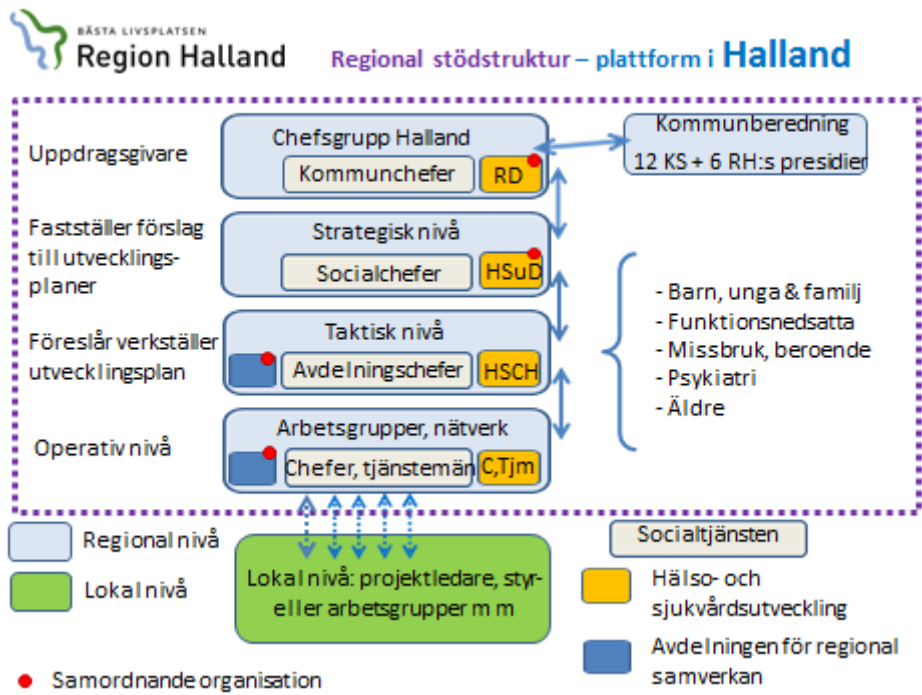 BÄSTA LIVSPLATSEN
Region Halland
Regional stödstruktur – plattform i Halland
Uppdragsgivare
Chefsgrupp Halland
Kommunchefer
RD
Kommunberedning
12 KS + 6 RH:s presidier
Fastställer förslag
till utvecklings-
planer
Strategisk nivå
Socialchefer
HSuD
Föreslår verkställer
utvecklingsplan
Taktisk nivå
Avdelningschefer
HSCH
- Barn, unga & familj
- Funktionsnedsatta
- Missbruk, beroende
- Psykiatri
- Äldre
Operativ nivå
Arbetsgrupper, nätverk
Chefer, tjänstemän
C,Tjm
Regional nivå
Lokal nivå
Lokal nivå: projektledare, styr-
eller arbetsgrupper m m
Socialtjänsten
Hälso- och
sjukvårdsutveckling
Avdelningen för regional
samverkan
Samordnande organisation